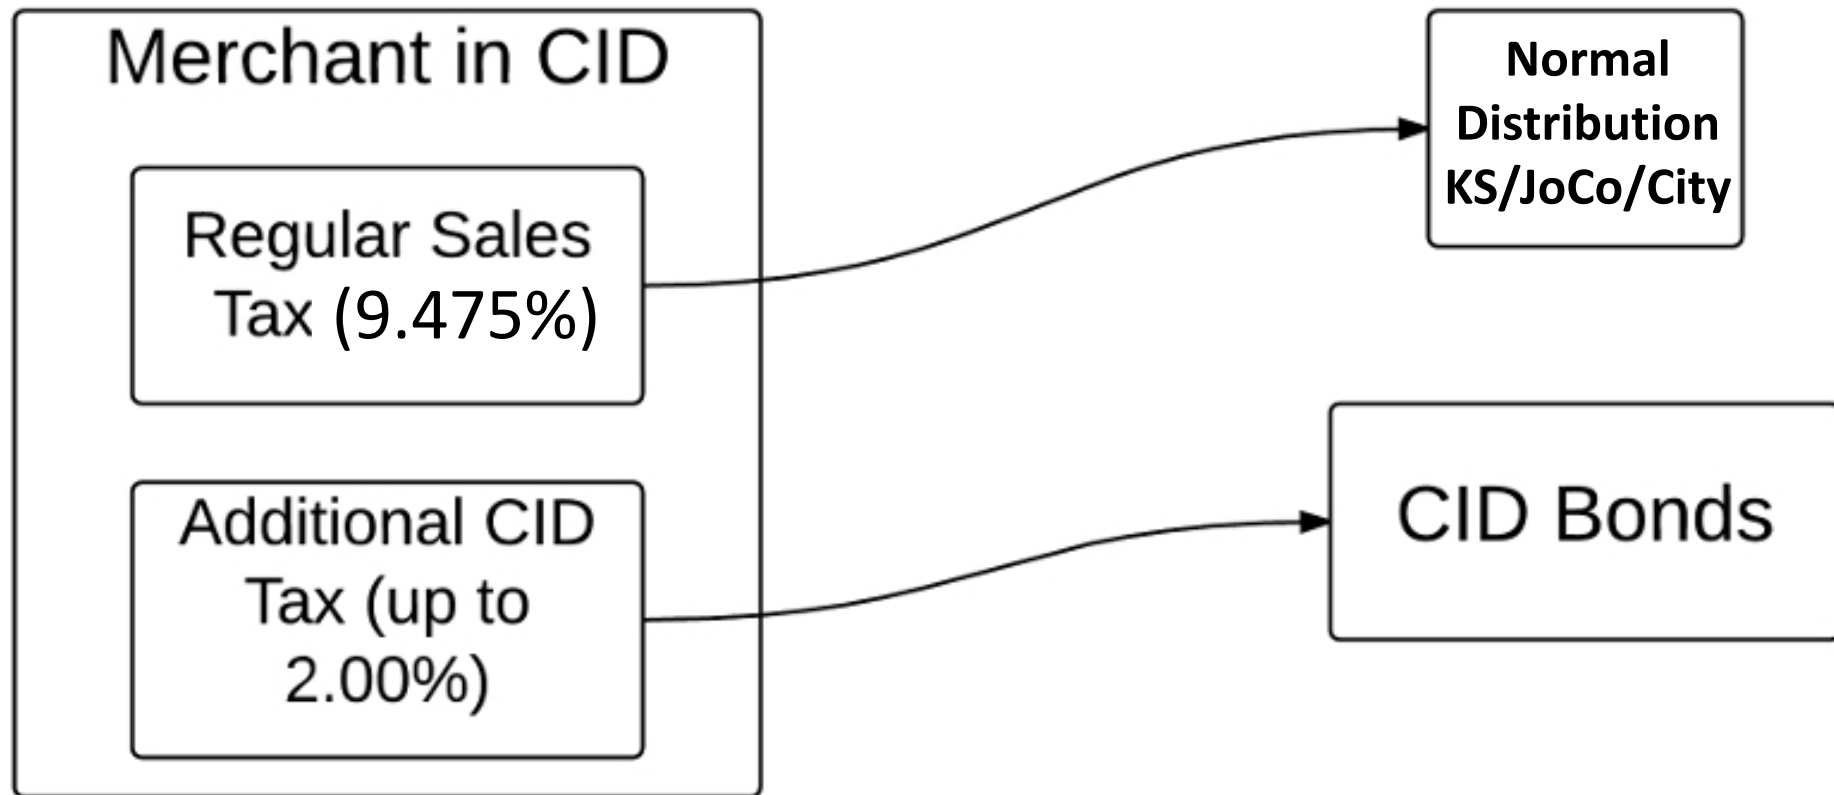 Merchant in CID
Regular Sales
Tax (9.475%)
Additional CID
Tax (up to
2.00%)
Normal
Distribution
KS/JoCo/City
CID Bonds